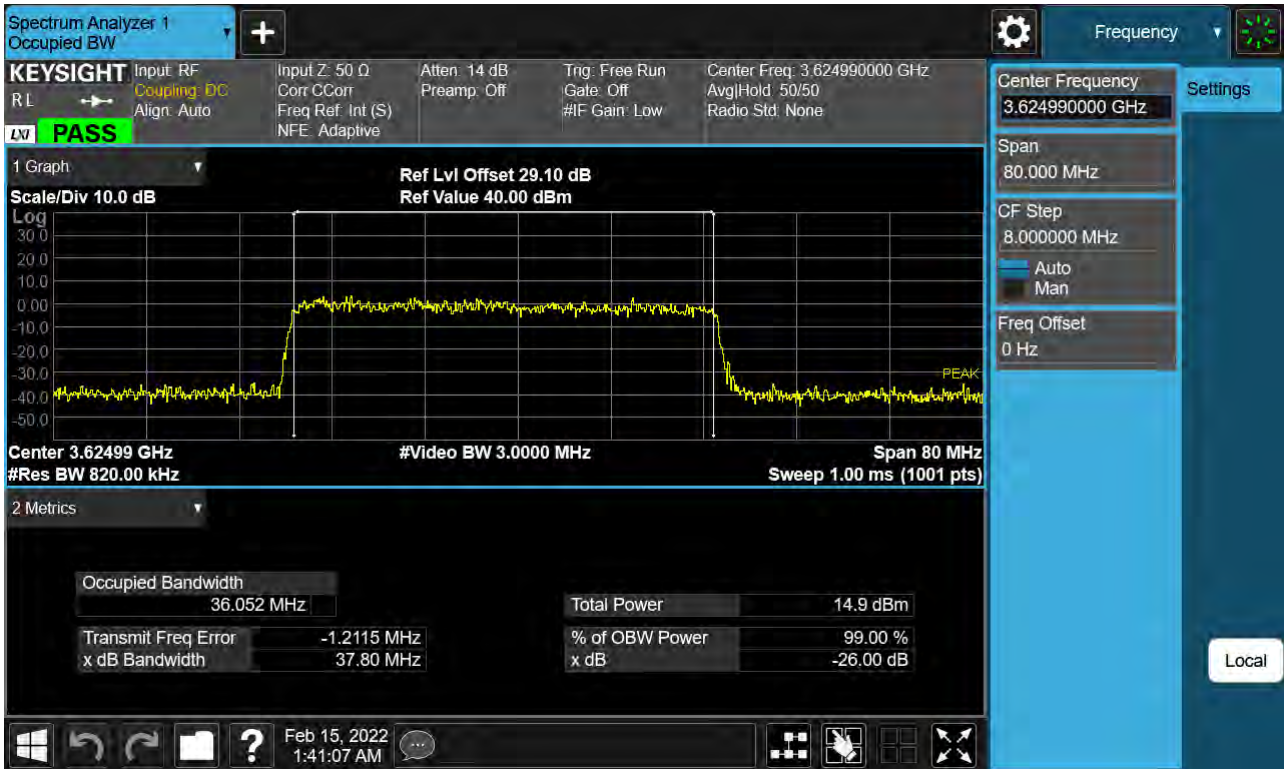 Spectrum Analyzer 1
Occupied BW
+
Frequency
KEYSIGHT
RL
LXI
PASS
Input: RF
Coupling: DC
Align: Auto
Input Z: 50 Ω
Corr CCorr
Freq Ref: Int (S)
NFE: Adaptive
Atten: 14 dB
Preamp: Off
Trig: Free Run
Gate: Off
#IF Gain: Low
Center Freq: 3.624990000 GHz
Avg|Hold: 50/50
Radio Std: None
Center Frequency
3.624990000 GHz
Settings
Span
80.000 MHz
CF Step
8.000000 MHz
Auto
Man
Freq Offset
0 Hz
1 Graph
Scale/Div 10.0 dB
Ref Lvl Offset 29.10 dB
Ref Value 40.00 dBm
Log
30.0
20.0
10.0
0.00
-10.0
-20.0
-30.0
-40.0
-50.0
PEAK
Center 3.62499 GHz
#Video BW 3.0000 MHz
Span 80 MHz
#Res BW 820.00 kHz
Sweep 1.00 ms (1001 pts)
2 Metrics
Occupied Bandwidth
36.052 MHz
Total Power 14.9 dBm
Transmit Freq Error -1.2115 MHz
% of OBW Power 99.00 %
x dB Bandwidth 37.80 MHz
x dB -26.00 dB
Local
?
Feb 15, 2022
1:41:07 AM